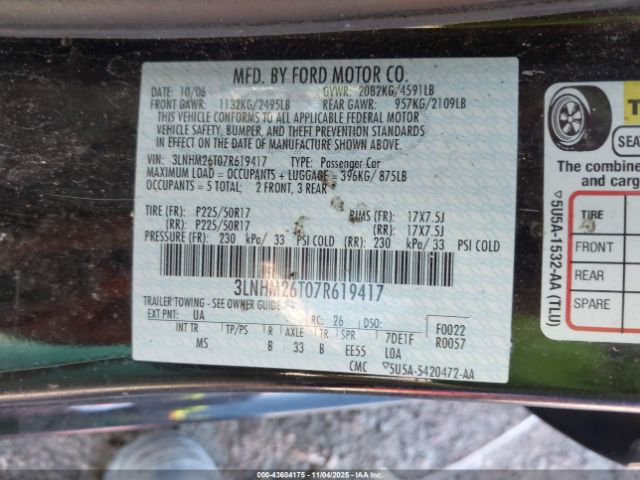 MFD. BY FORD MOTOR CO.
DATE: 10/06 GVWR: 2082KG/4591LB
FRONT GAWR: 1132KG/2495LB REAR GAWR: 957KG/2109LB
THIS VEHICLE CONFORMS TO ALL APPLICABLE FEDERAL MOTOR
VEHICLE SAFETY, BUMPER, AND THEFT PREVENTION STANDARDS
IN EFFECT ON THE DATE OF MANUFACTURE SHOWN ABOVE.
VIN: 3LNHM26T07R619417 TYPE: Passenger Car
MAXIMUM LOAD = OCCUPANTS + LUGGAGE = 396KG/ 875LB
OCCUPANTS = 5 TOTAL; 2 FRONT, 3 REAR
TIRE (FR): P225/50R17 RIMS (FR): 17X7.5J
(RR): P225/50R17 (RR): 17X7.5J
PRESSURE (FR): 230 kPa/ 33 PSI COLD (RR): 230 kPa/ 33 PSI COLD
3LNHM26T07R619417
TRAILER TOWING - SEE OWNER GUIDE
EXT PNT: UA RC: 26 DSO: F0022
INT TR TP/PS R AXLE TR SPR 7DE1F R0057
MS B 33 B EE55 LOA
CMC 5U5A-5420472-AA
T
SEA
The combine
and carg
TIRE
FRONT
REAR
SPARE
5U5A-1532-AA (TLU)
000-43604175 - 11/04/2025 - IAAI.COM